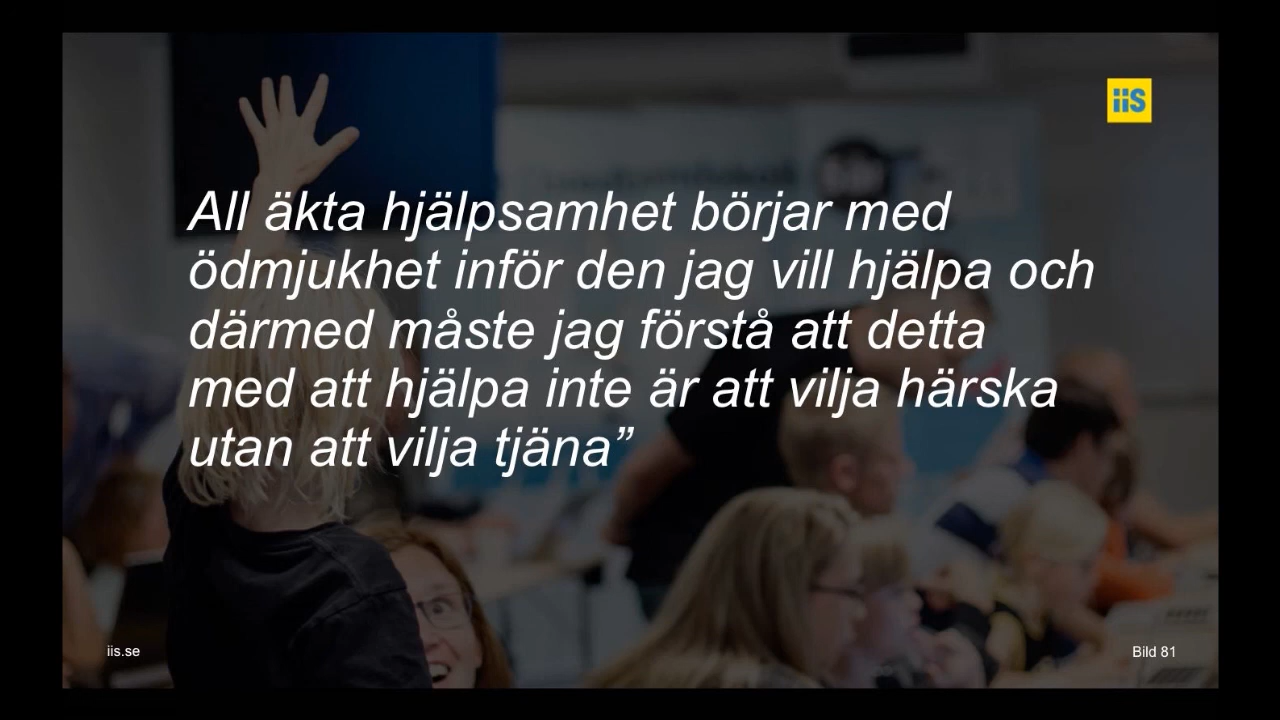 iis
All äkta hjälpsamhet börjar med
ödmjukhet inför den jag vill hjälpa och
därmed måste jag förstå att detta
med att hjälpa inte är att vilja härska
utan att vilja tjäna”
iis.se
Bild 81